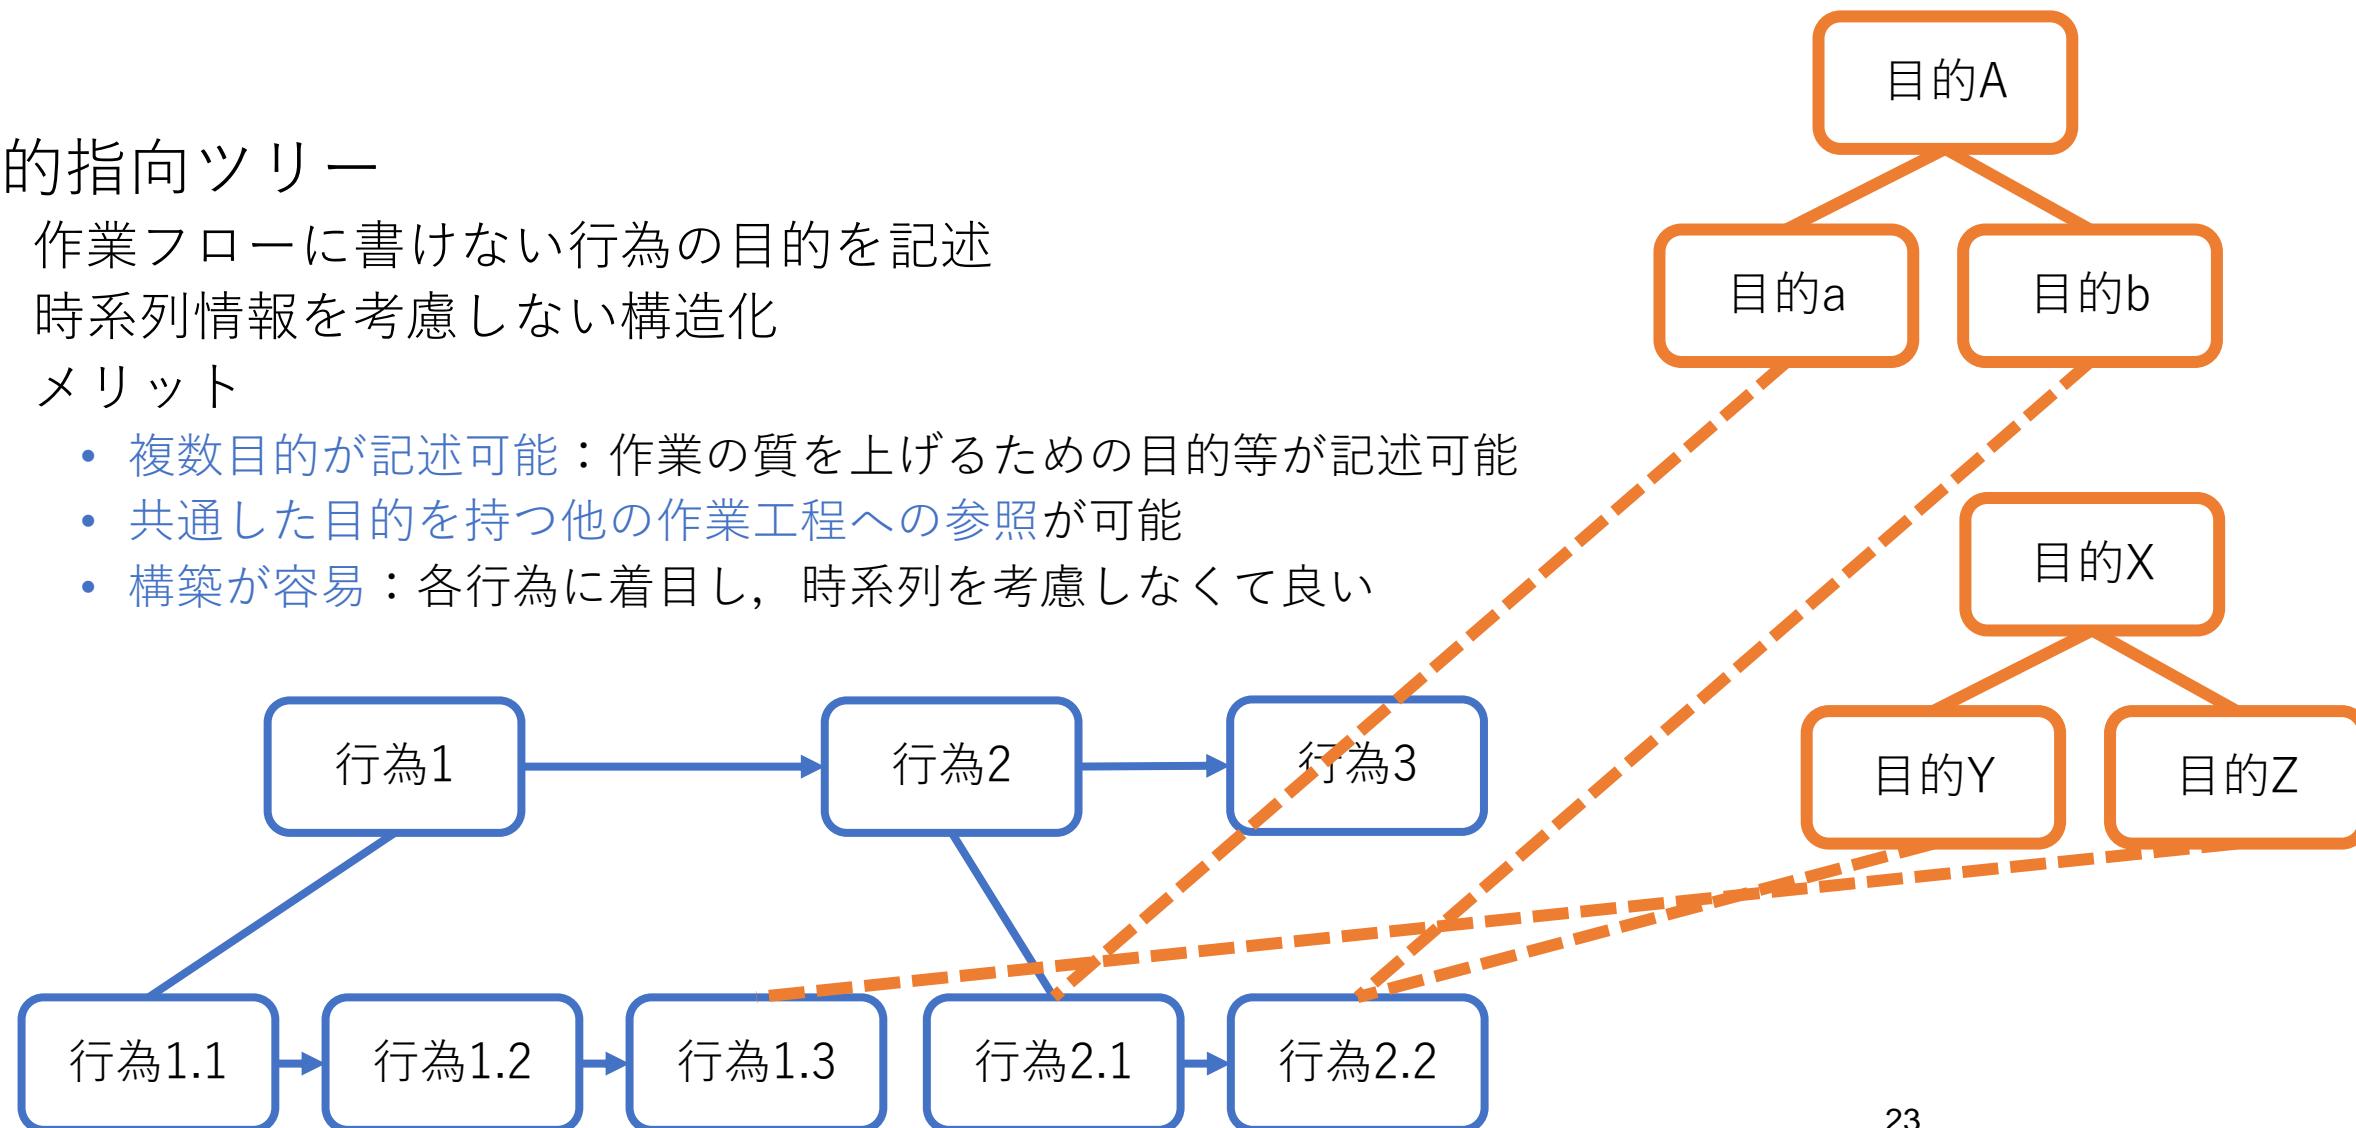 的指向ツリー
作業フローに書けない行為の目的を記述
時系列情報を考慮しない構造化
メリット
• 複数目的が記述可能：作業の質を上げるための目的等が記述可能
• 共通した目的を持つ他の作業工程への参照が可能
• 構築が容易：各行為に着目し，時系列を考慮しなくて良い
目的A
目的a
目的b
目的X
目的Y
目的Z
行為1
行為2
行為3
行為1.1
行為1.2
行為1.3
行為2.1
行為2.2
23